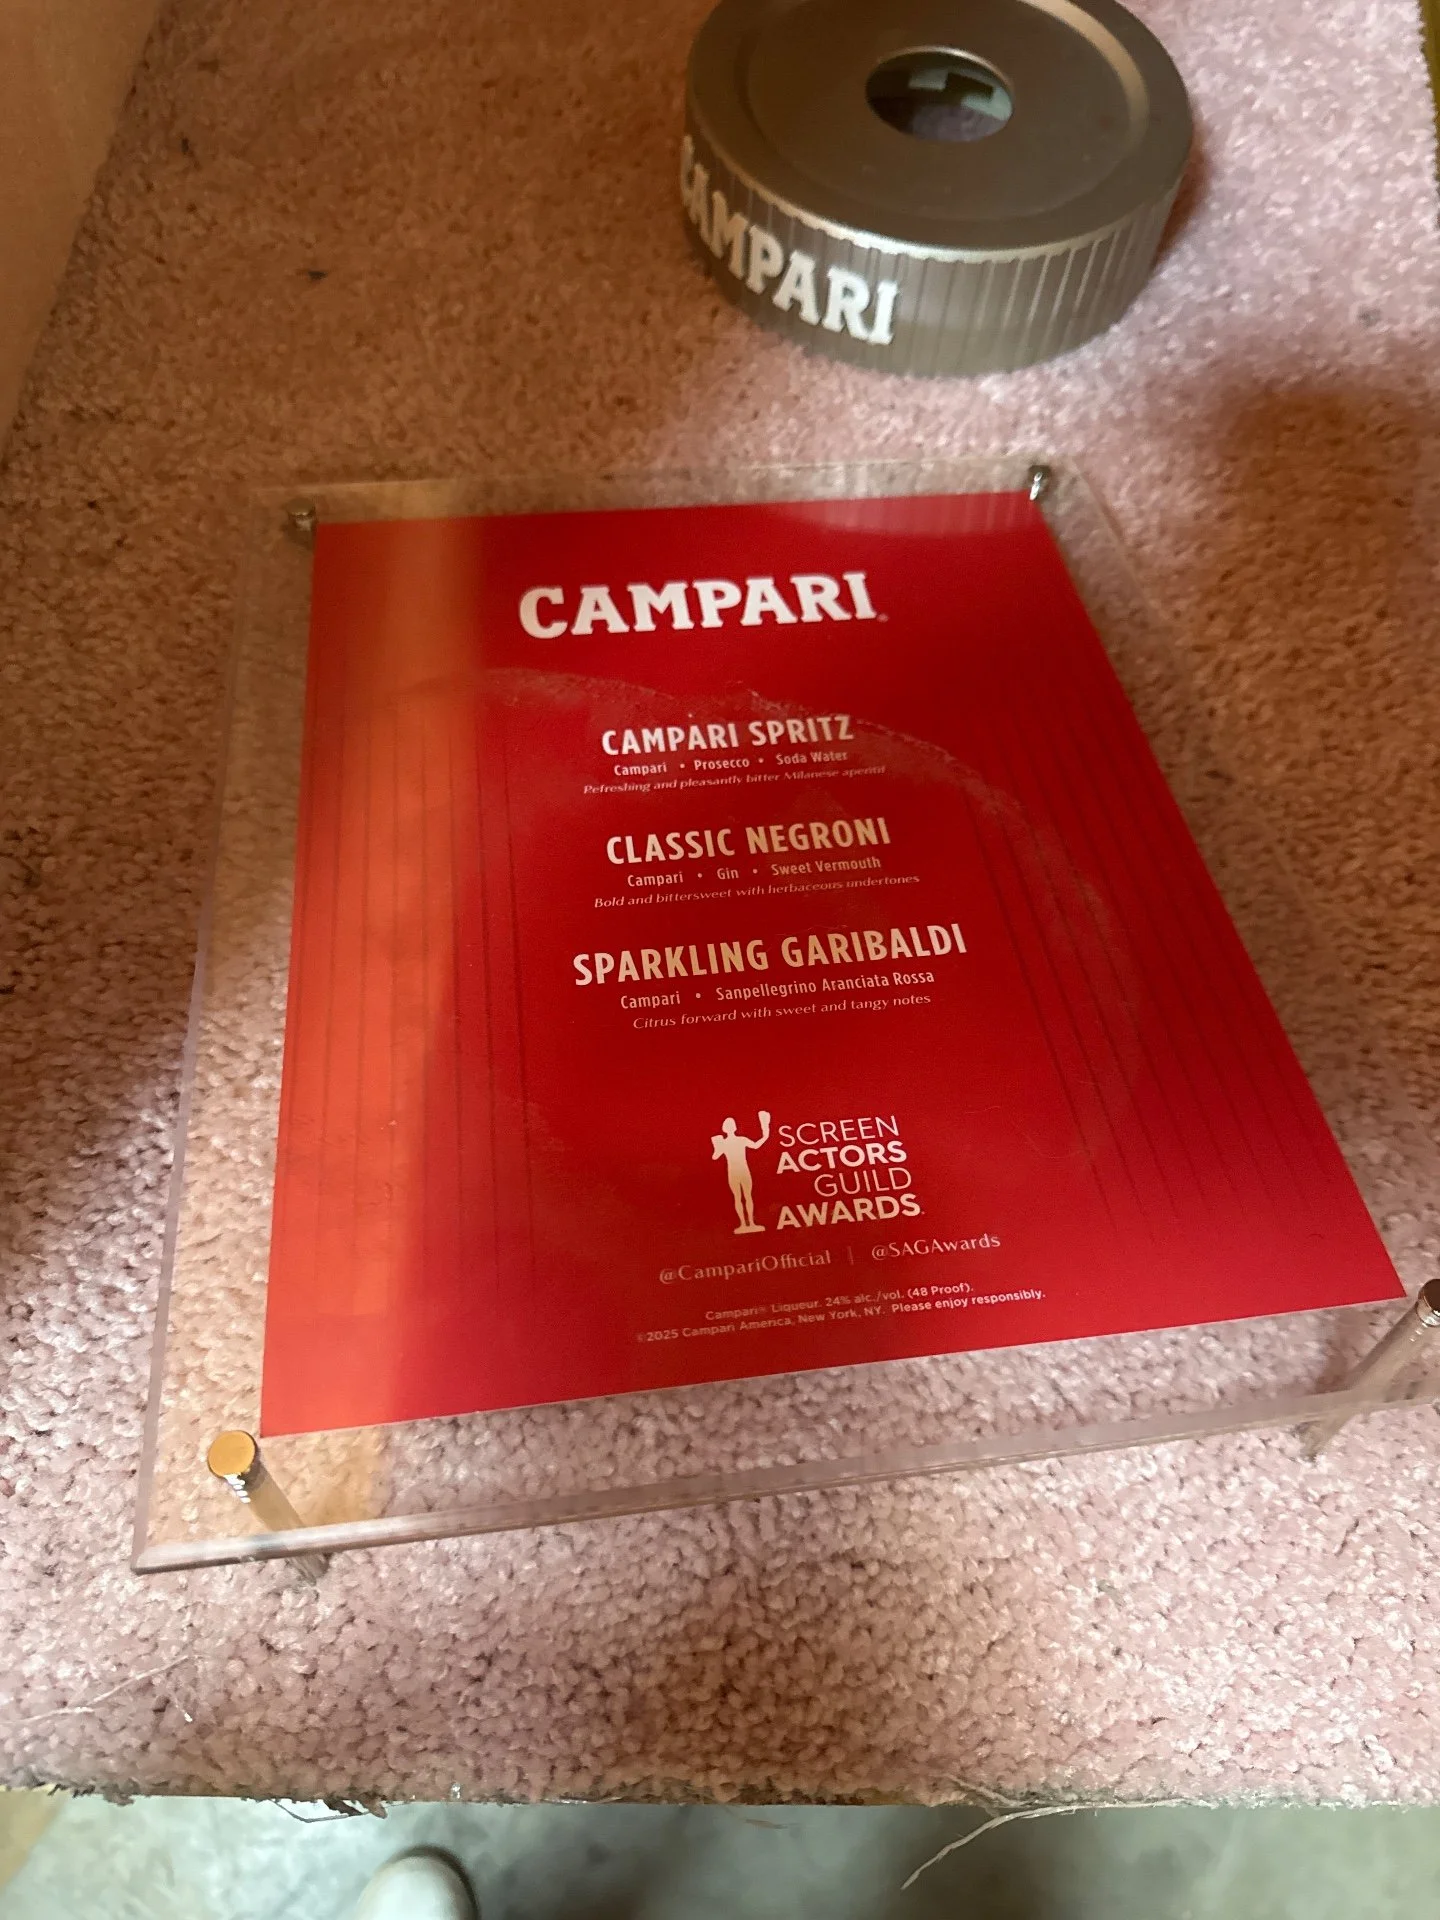 CAMPARI
CAMPARI®
CAMPARI SPRITZ
Campari • Prosecco • Soda Water
Refreshing and pleasantly bitter Milanese aperitif
CLASSIC NEGRONI
Campari • Gin • Sweet Vermouth
Bold and bittersweet with herbaceous undertones
SPARKLING GARIBALDI
Campari • Sanpellegrino Aranciata Rossa
Citrus forward with sweet and tangy notes
SCREEN
ACTORS
GUILD
AWARDS
@CampariOfficial | @SAGAwards
Campari® Liqueur. 24% alc./vol. (48 Proof).
©2025 Campari America, New York, NY. Please enjoy responsibly.